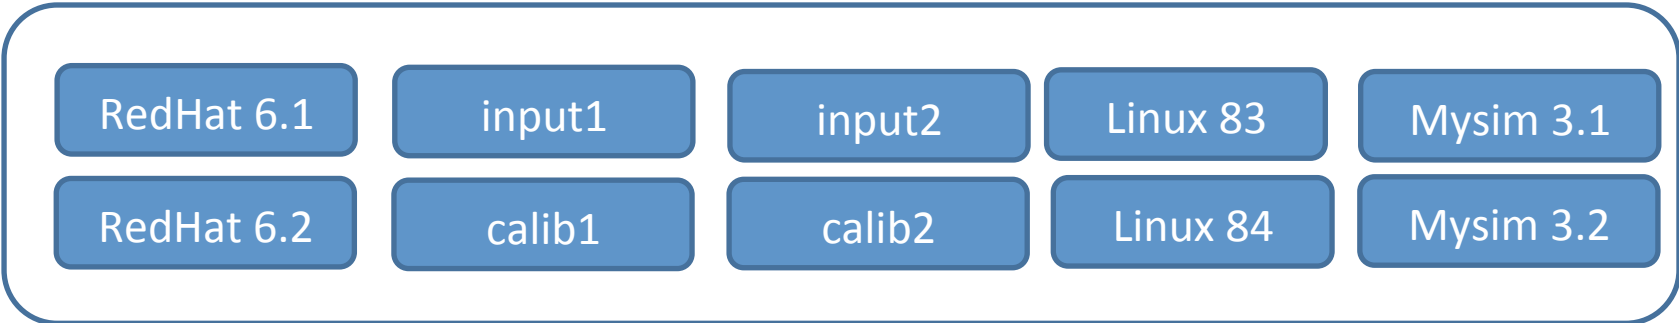 RedHat 6.1
input1
input2
Linux 83
Mysim 3.1
RedHat 6.2
calib1
calib2
Linux 84
Mysim 3.2